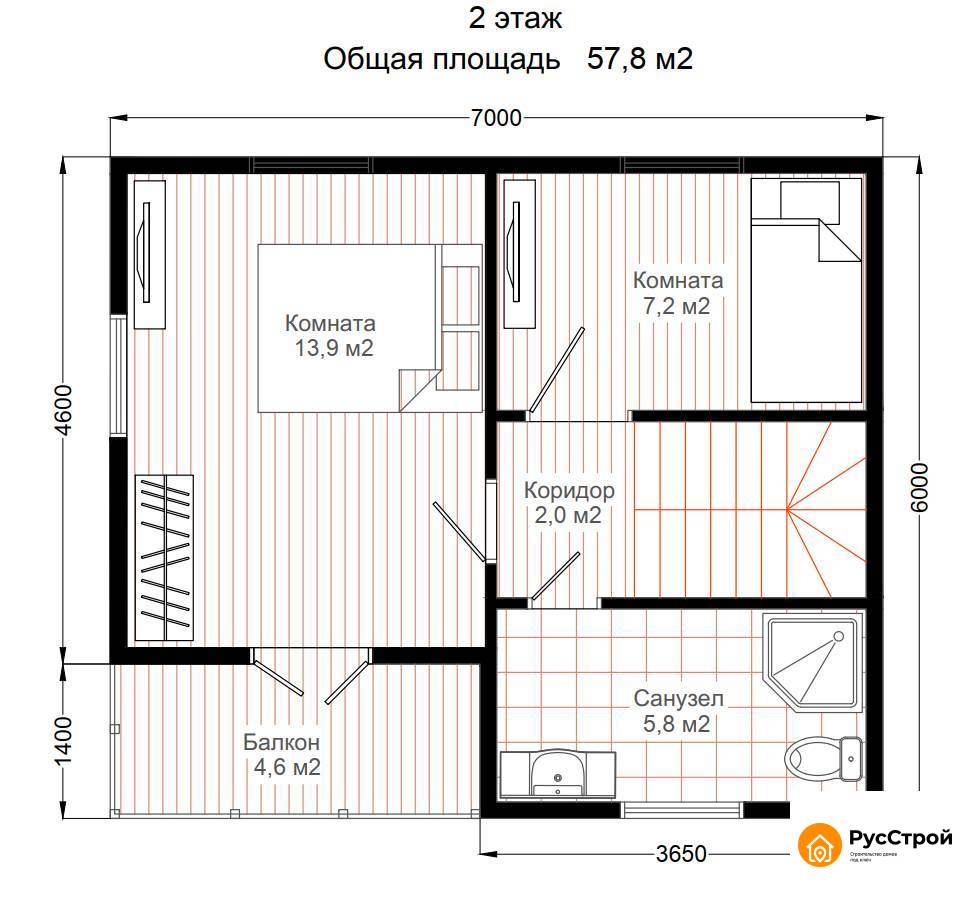 2 этаж
Общая площадь 57,8 м2
7000
Комната
7,2 м2
Комната
13,9 м2
4600
6000
Коридор
2,0 м2
Санузел
5,8 м2
1400
Балкон
4,6 м2
3650
РусСтрой
Строительство домов
под ключ